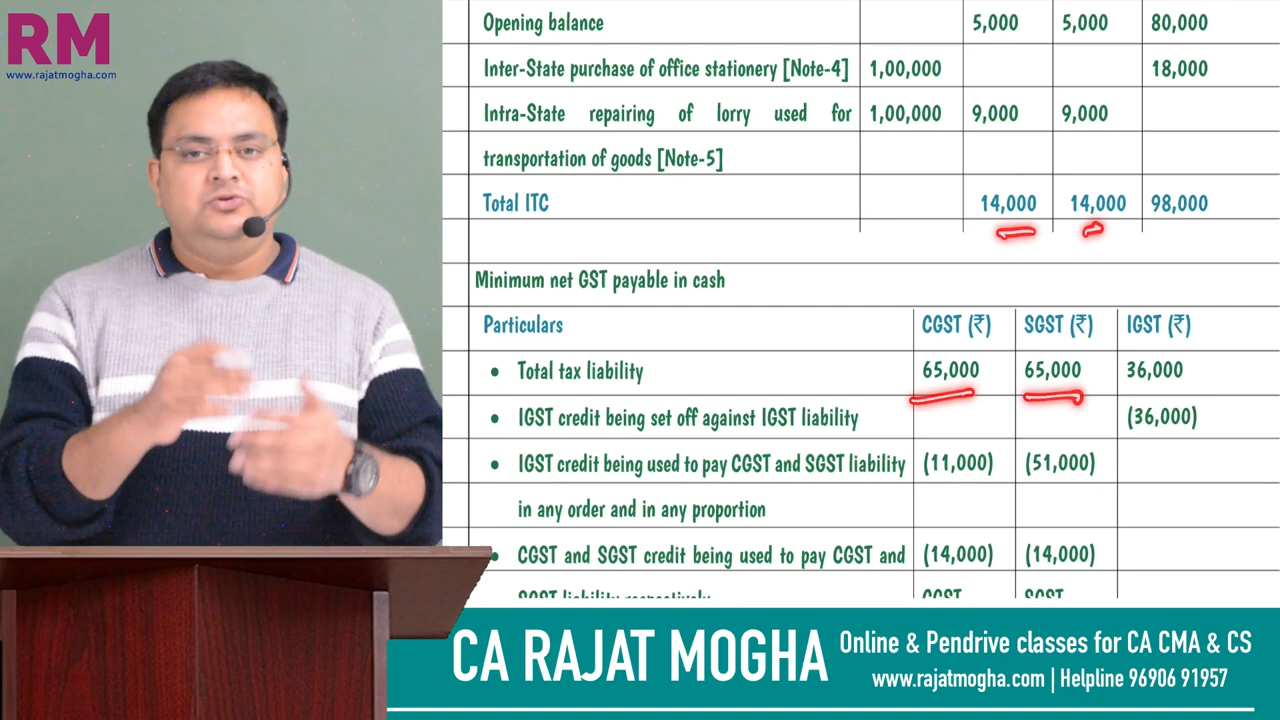 RM
www.rajatmogha.com
Opening balance 5,000 5,000 80,000
Inter-State purchase of office stationery [Note-4] 1,00,000 18,000
Intra-State repairing of lorry used for 1,00,000 9,000 9,000
transportation of goods [Note-5]
Total ITC 14,000 14,000 98,000
Minimum net GST payable in cash
Particulars CGST (₹) SGST (₹) IGST (₹)
• Total tax liability 65,000 65,000 36,000
• IGST credit being set off against IGST liability (36,000)
• IGST credit being used to pay CGST and SGST liability (11,000) (51,000)
in any order and in any proportion
• CGST and SGST credit being used to pay CGST and (14,000) (14,000)
SGST liability respectively CGST SGST
CA RAJAT MOGHA
Online & Pendrive classes for CA CMA & CS
www.rajatmogha.com | Helpline 96906 91957